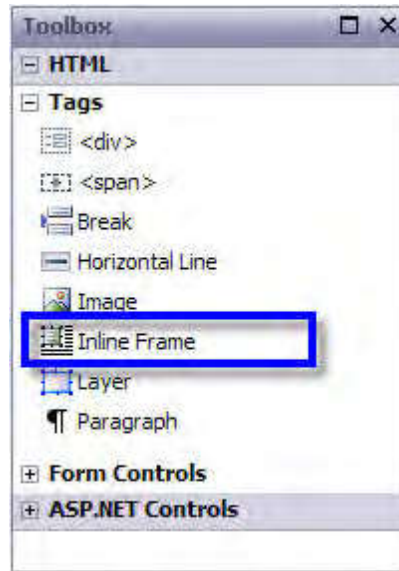 Toolbox
HTML
Tags
<div>
<span>
Break
Horizontal Line
Image
Inline Frame
Layer
Paragraph
Form Controls
ASP.NET Controls